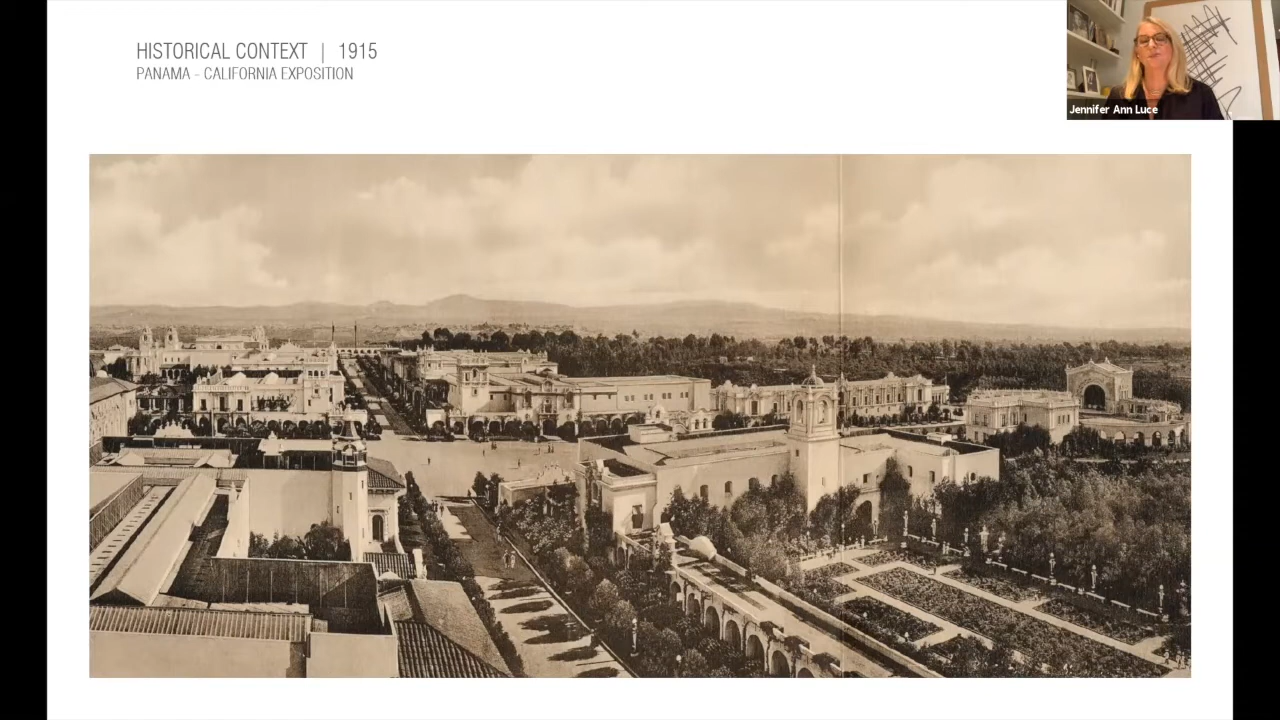 HISTORICAL CONTEXT | 1915
PANAMA - CALIFORNIA EXPOSITION
Jennifer Ann Luce